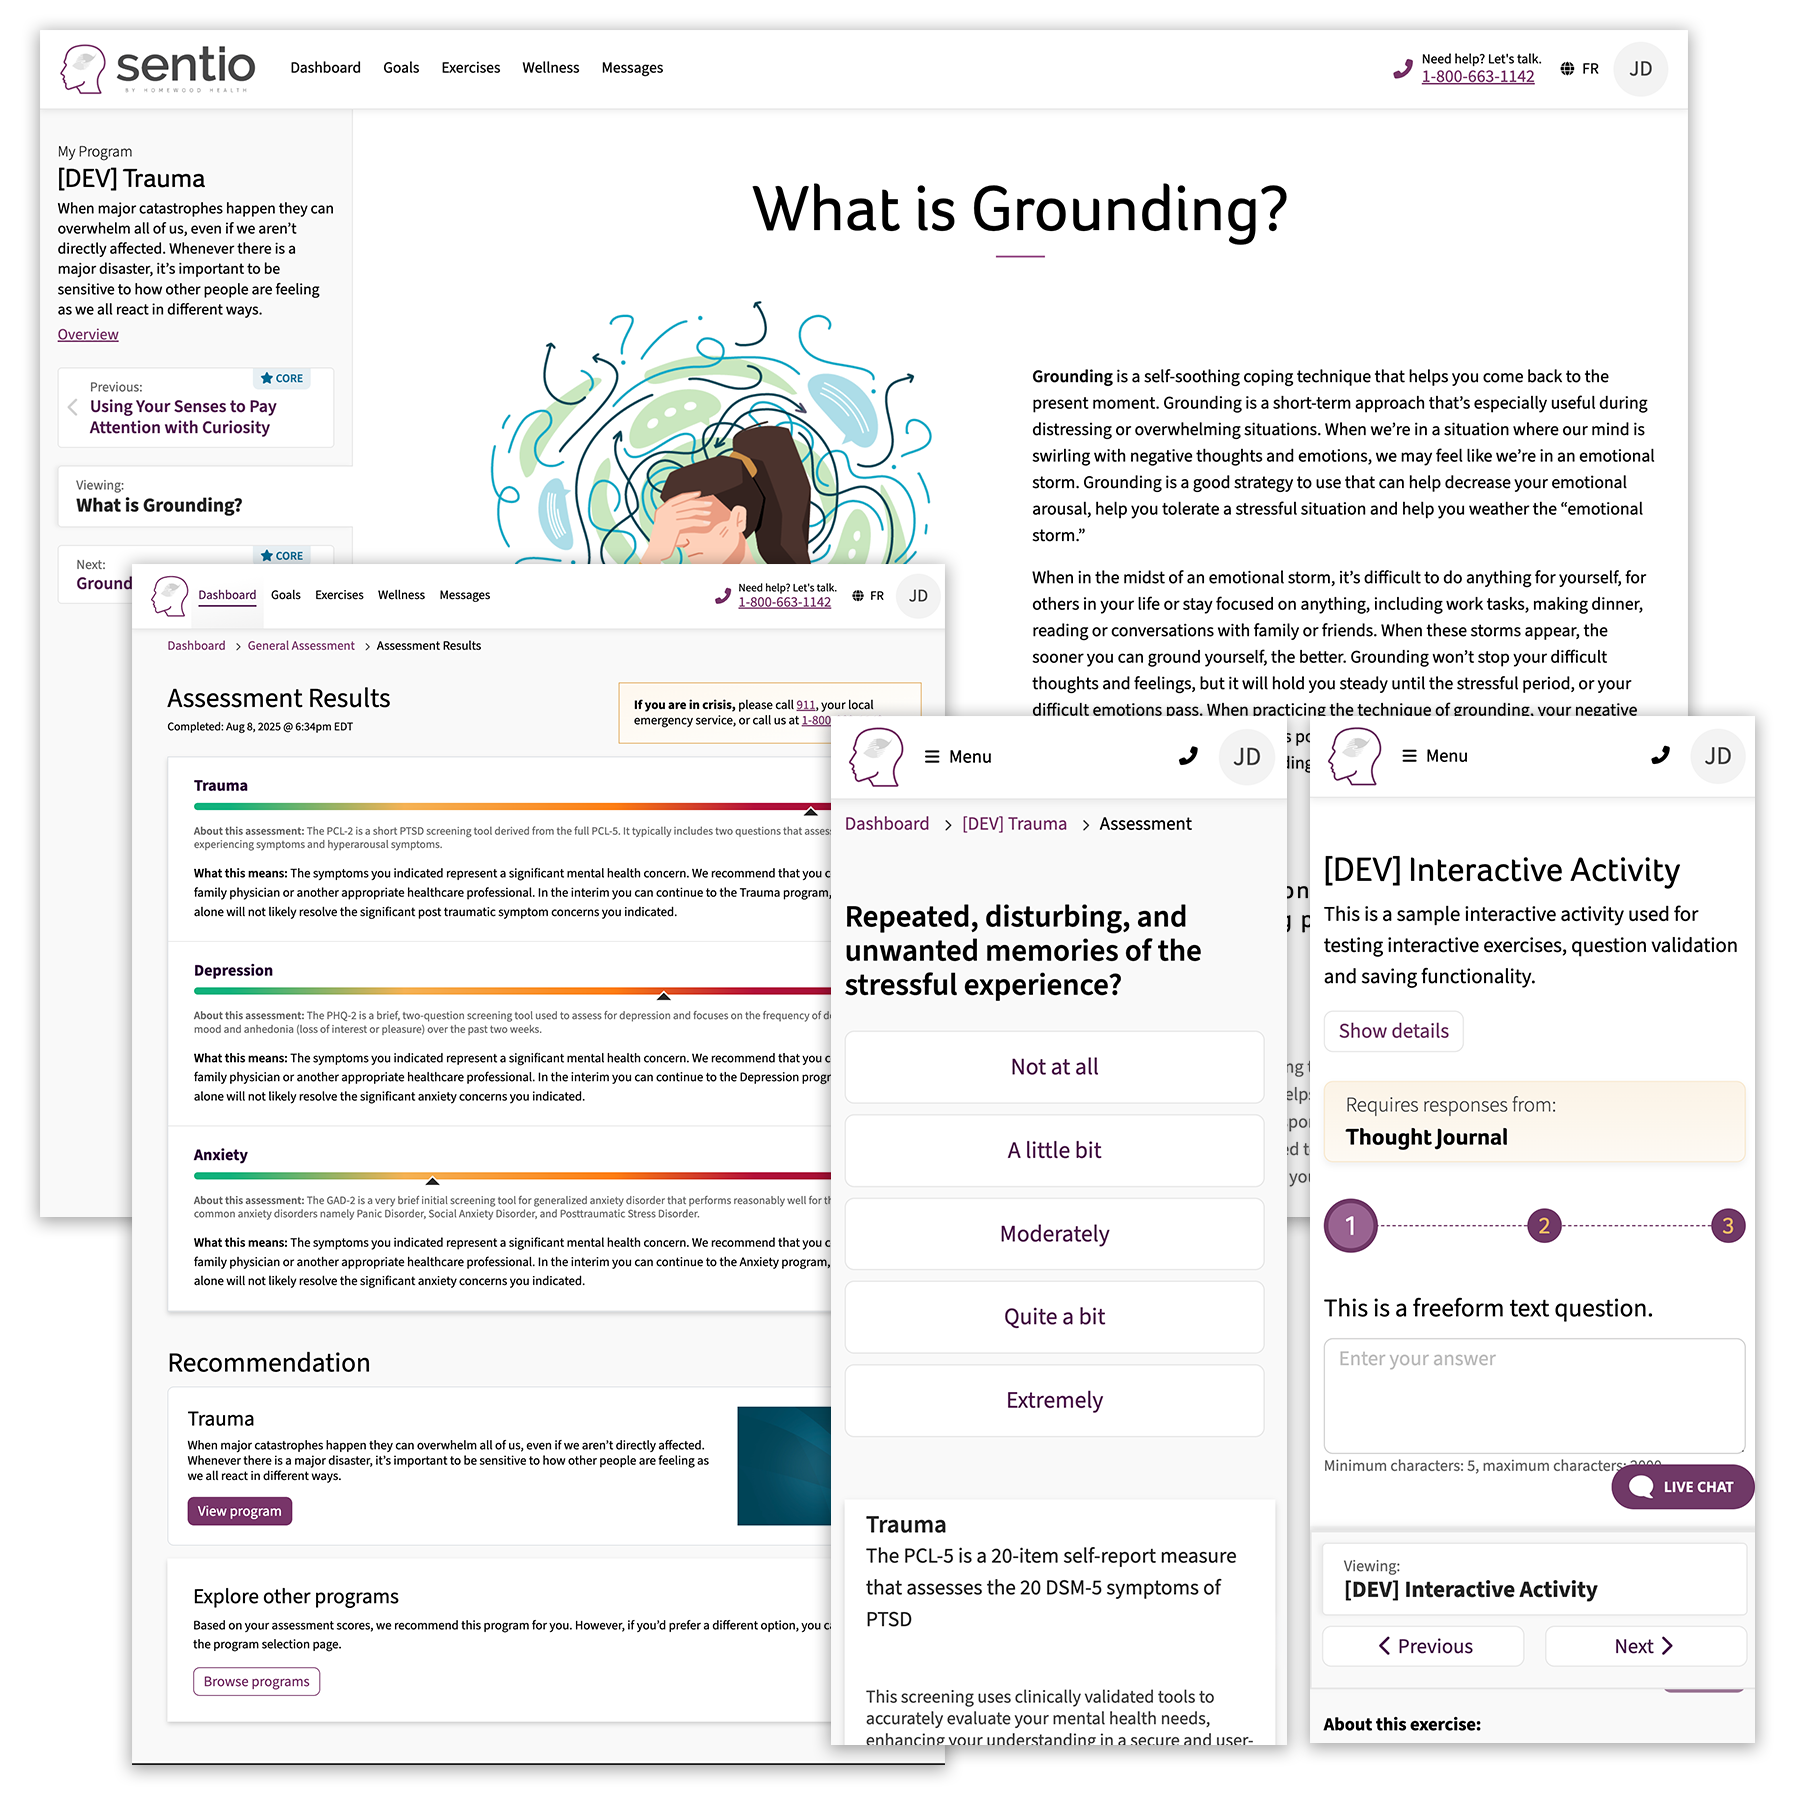 sentio
BY HOMEWOOD HEALTH
Dashboard Goals Exercises Wellness Messages
Need help? Let's talk.
1-800-663-1142
FR
JD
My Program
[DEV] Trauma
When major catastrophes happen they can
overwhelm all of us, even if we aren't
directly affected. Whenever there is a
major disaster, it's important to be
sensitive to how other people are feeling
as we all react in different ways.
Overview
CORE
Previous:
Using Your Senses to Pay
Attention with Curiosity
Viewing:
What is Grounding?
CORE
Next:
Ground
What is Grounding?
Grounding is a self-soothing coping technique that helps you come back to the
present moment. Grounding is a short-term approach that's especially useful during
distressing or overwhelming situations. When we're in a situation where our mind is
swirling with negative thoughts and emotions, we may feel like we're in an emotional
storm. Grounding is a good strategy to use that can help decrease your emotional
arousal, help you tolerate a stressful situation and help you weather the “emotional
storm.”
When in the midst of an emotional storm, it's difficult to do anything for yourself, for
others in your life or stay focused on anything, including work tasks, making dinner,
reading or conversations with family or friends. When these storms appear, the
sooner you can ground yourself, the better. Grounding won't stop your difficult
thoughts and feelings, but it will hold you steady until the stressful period, or your
difficult emotions pass. When practicing the technique of grounding, your negative
Dashboard Goals Exercises Wellness Messages
Need help? Let's talk.
1-800-663-1142
FR
JD
Dashboard > General Assessment > Assessment Results
Assessment Results
Completed: Aug 8, 2025 @ 6:34pm EDT
If you are in crisis, please call 911, your local
emergency service, or call us at 1-800
Trauma
About this assessment: The PCL-2 is a short PTSD screening tool derived from the full PCL-5. It typically includes two questions that asses
experiencing symptoms and hyperarousal symptoms.
What this means: The symptoms you indicated represent a significant mental health concern. We recommend that you c
family physician or another appropriate healthcare professional. In the interim you can continue to the Trauma program,
alone will not likely resolve the significant post traumatic symptom concerns you indicated.
Depression
About this assessment: The PHQ-2 is a brief, two-question screening tool used to assess for depression and focuses on the frequency of d
mood and anhedonia (loss of interest or pleasure) over the past two weeks.
What this means: The symptoms you indicated represent a significant mental health concern. We recommend that you c
family physician or another appropriate healthcare professional. In the interim you can continue to the Depression progr
alone will not likely resolve the significant anxiety concerns you indicated.
Anxiety
About this assessment: The GAD-2 is a very brief initial screening tool for generalized anxiety disorder that performs reasonably well for th
common anxiety disorders namely Panic Disorder, Social Anxiety Disorder, and Posttraumatic Stress Disorder.
What this means: The symptoms you indicated represent a significant mental health concern. We recommend that you c
family physician or another appropriate healthcare professional. In the interim you can continue to the Anxiety program,
alone will not likely resolve the significant anxiety concerns you indicated.
Recommendation
Trauma
When major catastrophes happen they can overwhelm all of us, even if we aren't directly affected.
Whenever there is a major disaster, it's important to be sensitive to how other people are feeling as
we all react in different ways.
View program
Explore other programs
Based on your assessment scores, we recommend this program for you. However, if you'd prefer a different option, you c
the program selection page.
Browse programs
Menu
JD
Dashboard > [DEV] Trauma > Assessment
Repeated, disturbing, and
unwanted memories of the
stressful experience?
Not at all
A little bit
Moderately
Quite a bit
Extremely
Trauma
The PCL-5 is a 20-item self-report measure
that assesses the 20 DSM-5 symptoms of
PTSD
This screening uses clinically validated tools to
accurately evaluate your mental health needs,
enhancing your understanding in a secure and user-
Menu
JD
[DEV] Interactive Activity
This is a sample interactive activity used for
testing interactive exercises, question validation
and saving functionality.
Show details
Requires responses from:
Thought Journal
1 2 3
This is a freeform text question.
Enter your answer
Minimum characters: 5, maximum characters:
LIVE CHAT
Viewing:
[DEV] Interactive Activity
Previous
Next
About this exercise: